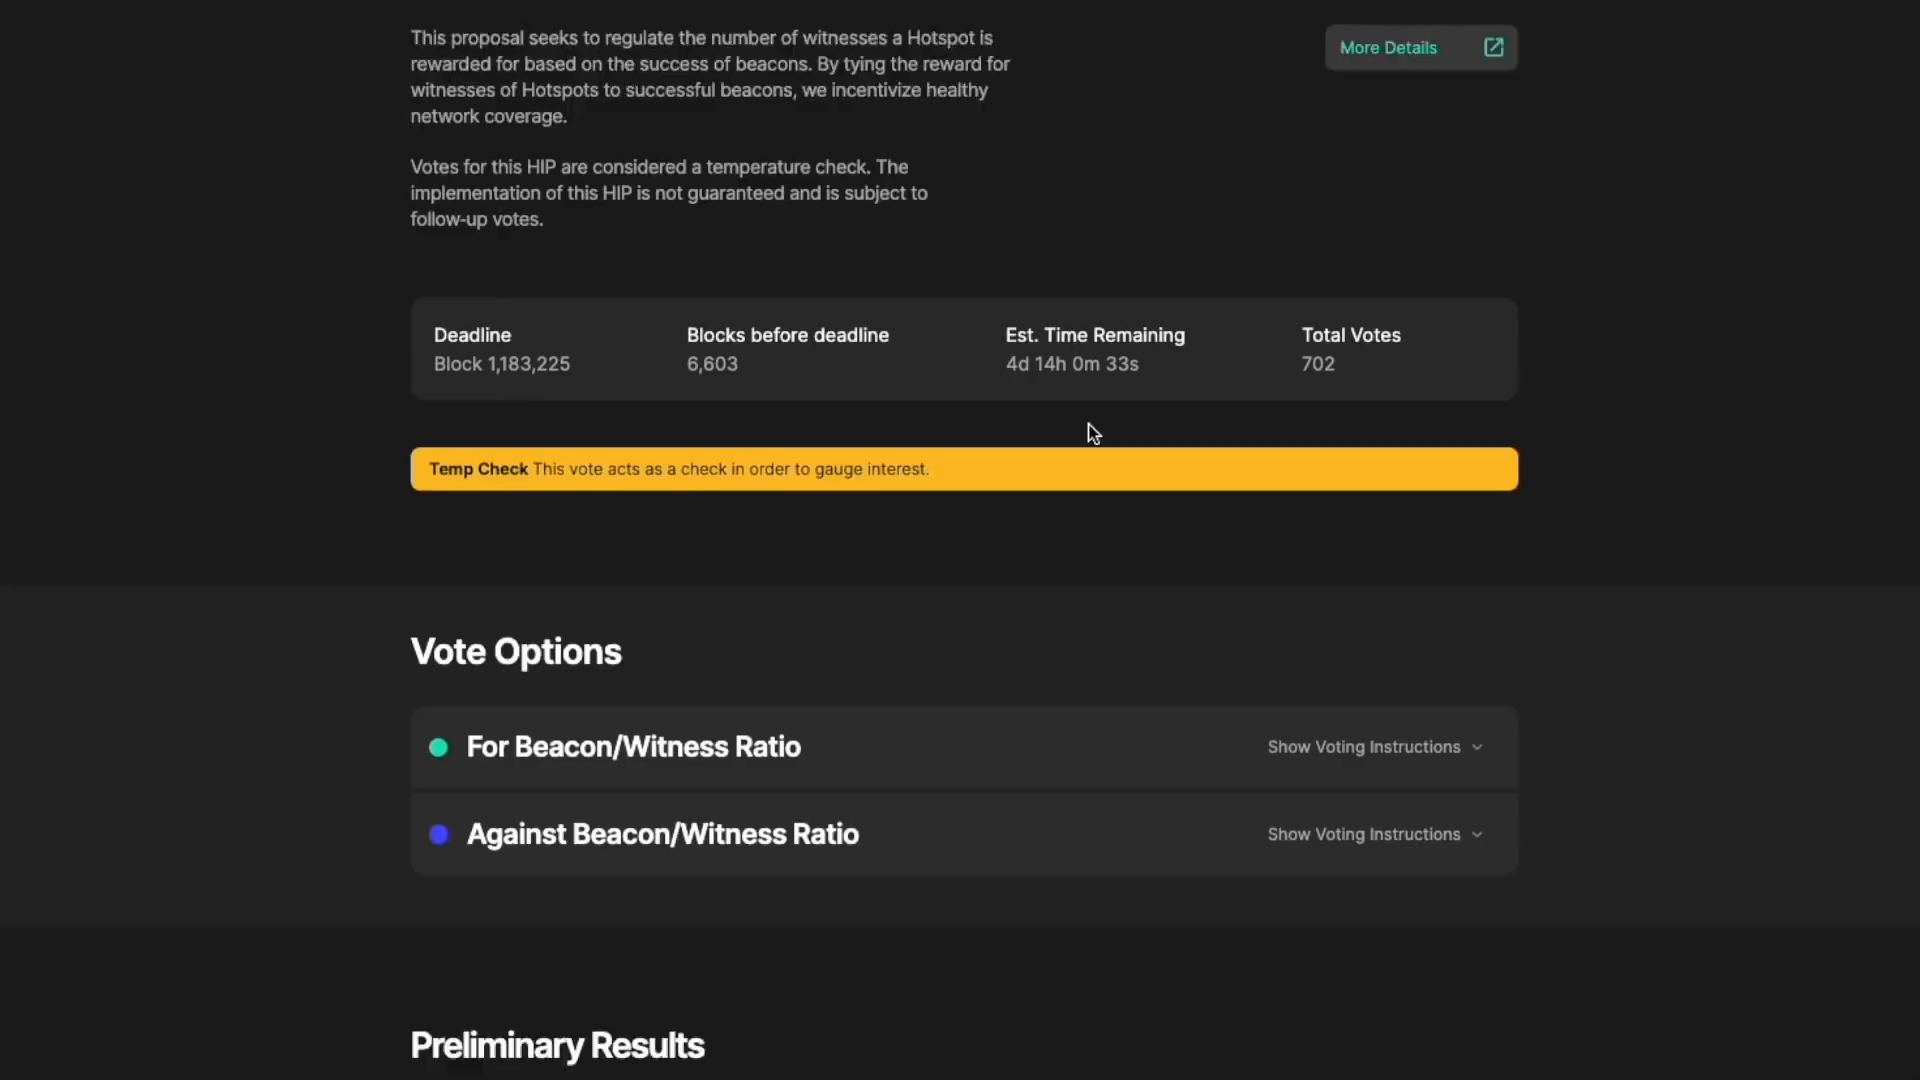 This proposal seeks to regulate the number of witnesses a Hotspot is
rewarded for based on the success of beacons. By tying the reward for
witnesses of Hotspots to successful beacons, we incentivize healthy
network coverage.
More Details
Votes for this HIP are considered a temperature check. The
implementation of this HIP is not guaranteed and is subject to
follow-up votes.
Deadline
Block 1,183,225
Blocks before deadline
6,603
Est. Time Remaining
4d 14h 0m 33s
Total Votes
702
Temp Check This vote acts as a check in order to gauge interest.
Vote Options
For Beacon/Witness Ratio
Show Voting Instructions
Against Beacon/Witness Ratio
Show Voting Instructions
Preliminary Results